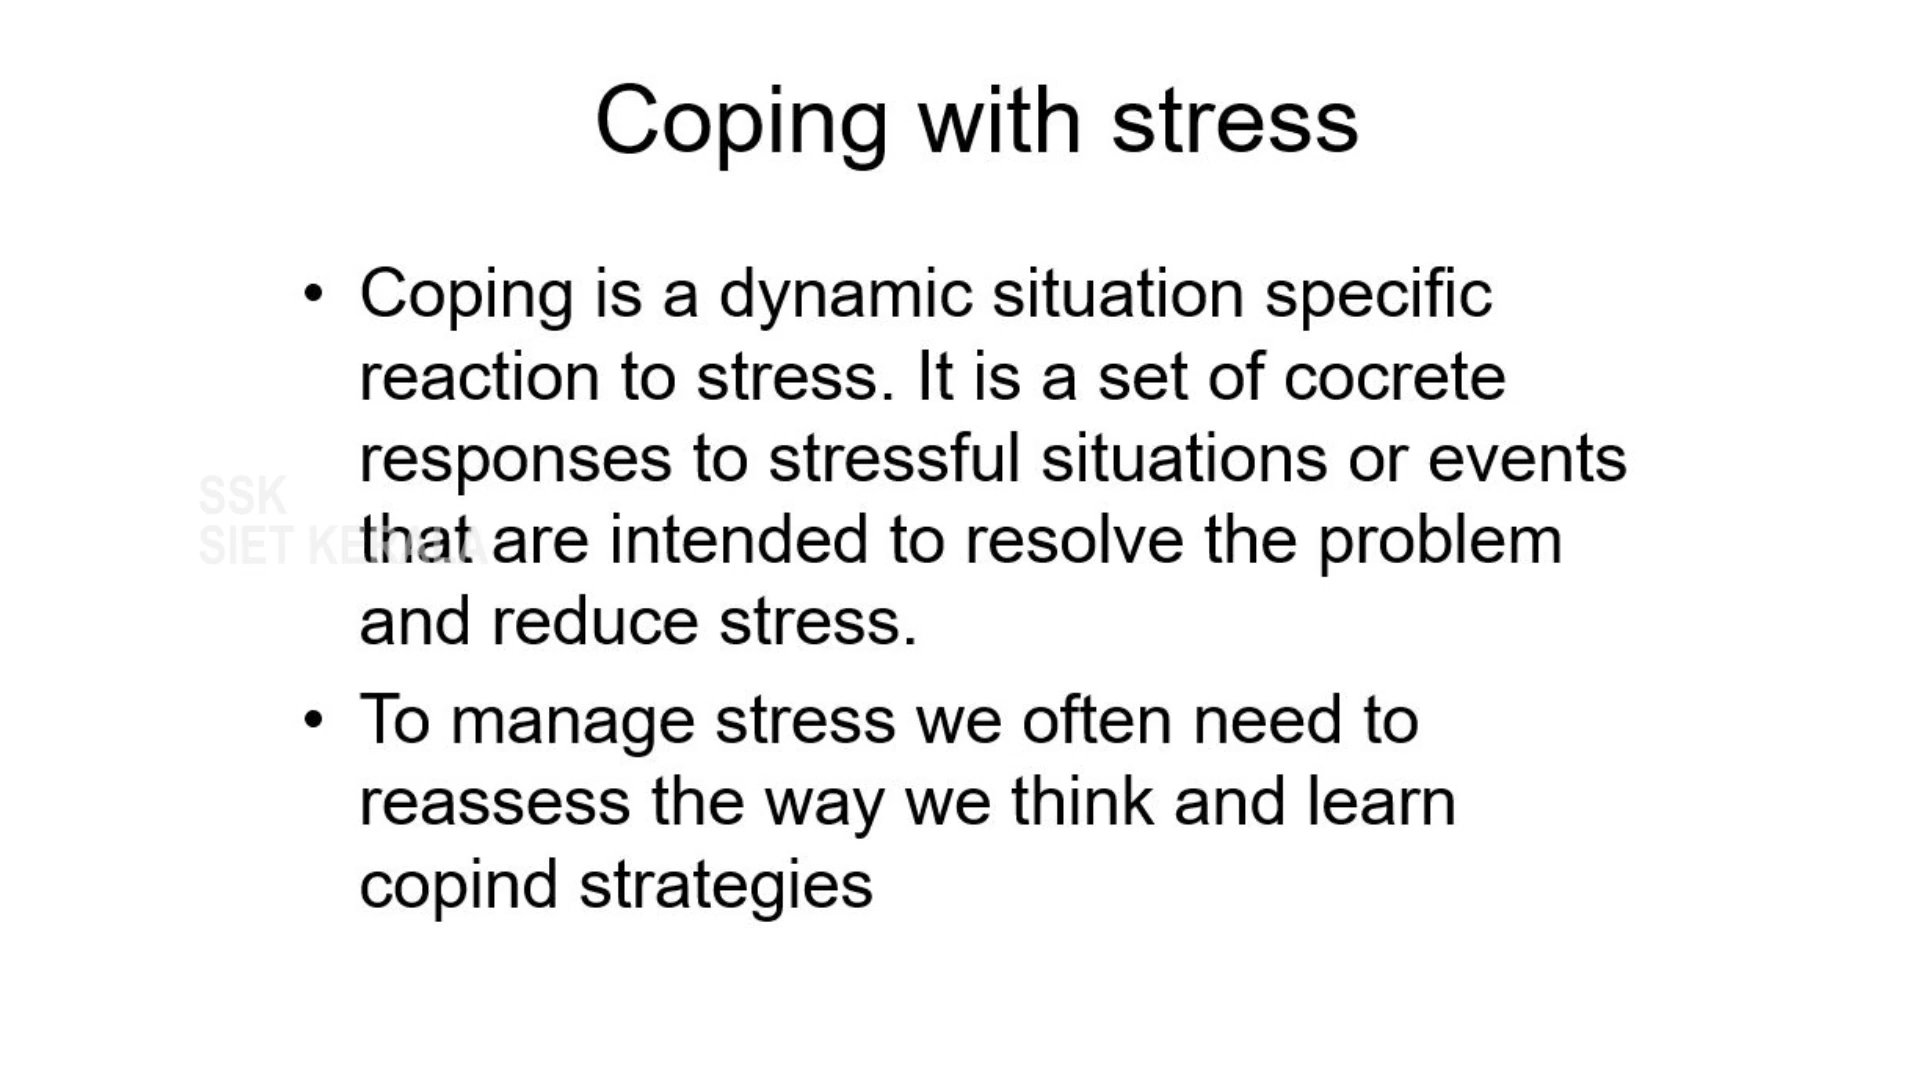 Coping with stress
• Coping is a dynamic situation specific
reaction to stress. It is a set of cocrete
responses to stressful situations or events
that are intended to resolve the problem
and reduce stress.
• To manage stress we often need to
reassess the way we think and learn
copind strategies
SSK
SIET KERALA